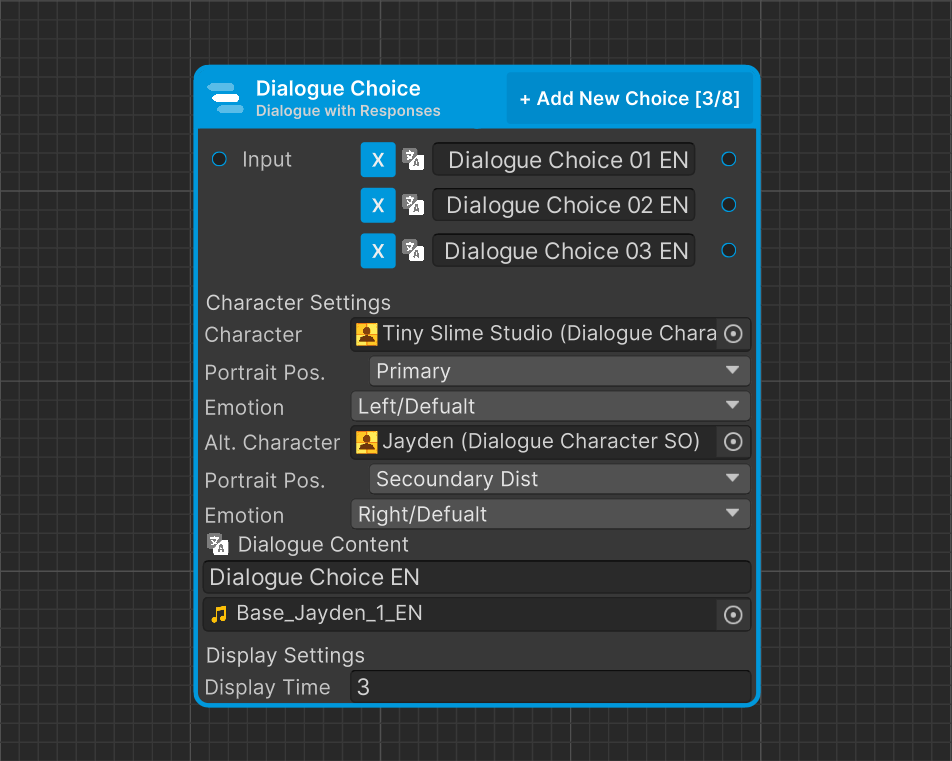 Dialogue Choice
Dialogue with Responses
+ Add New Choice [3/8]
Input
X Dialogue Choice 01 EN
X Dialogue Choice 02 EN
X Dialogue Choice 03 EN
Character Settings
Character Tiny Slime Studio (Dialogue Chara
Portrait Pos. Primary
Emotion Left/Defualt
Alt. Character Jayden (Dialogue Character SO)
Portrait Pos. Secoundary Dist
Emotion Right/Defualt
Dialogue Content
Dialogue Choice EN
Base_Jayden_1_EN
Display Settings
Display Time 3